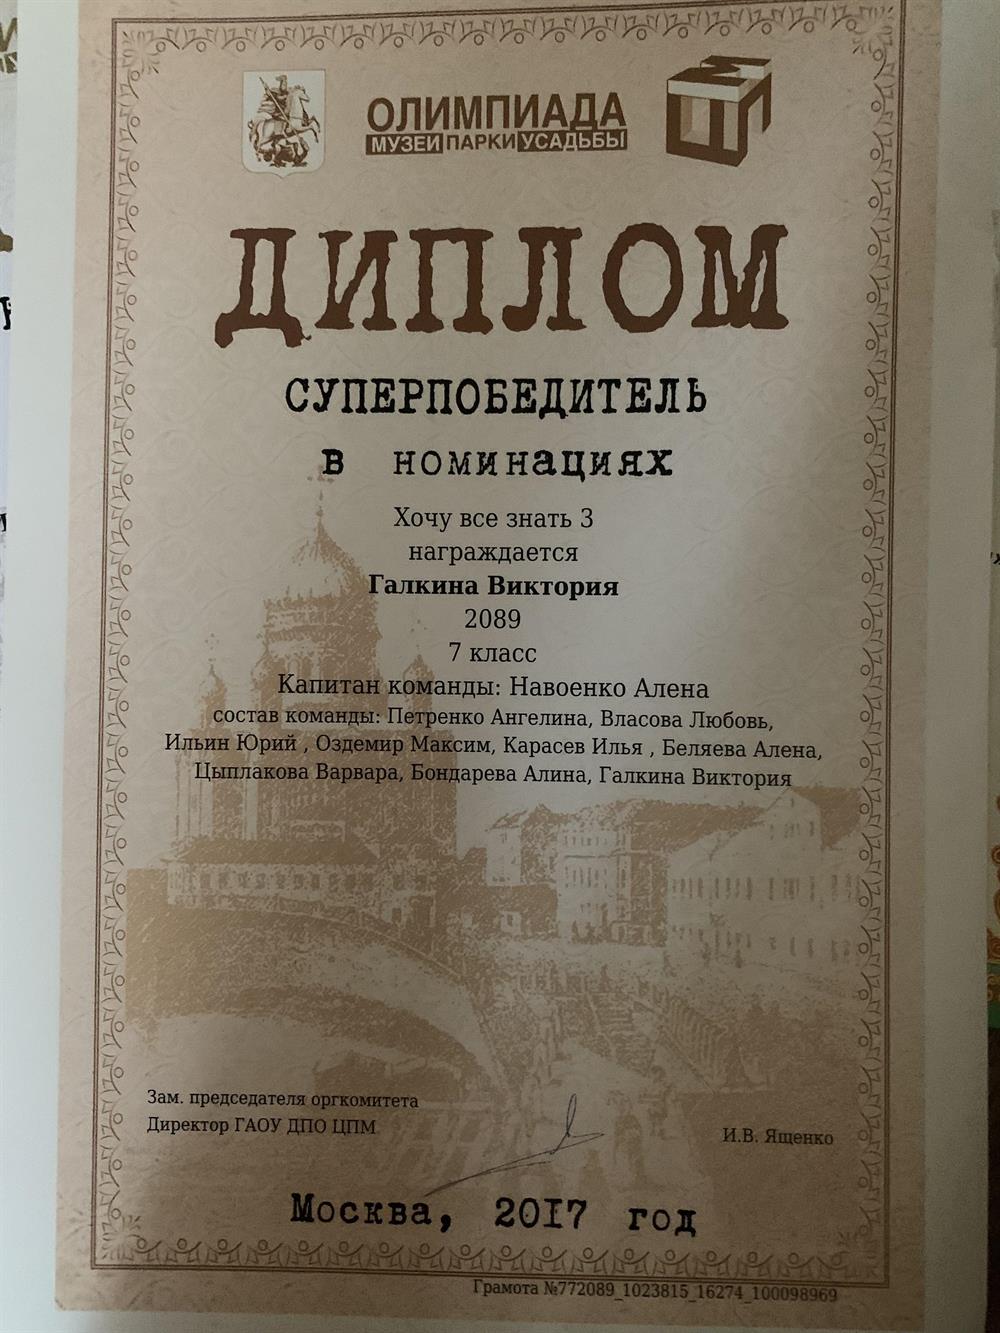 ОЛИМПИАДА
МУЗЕИ ПАРКИ УСАДЬБЫ
ДИПЛОМ
СУПЕРПОБЕДИТЕЛЬ
в номинациях
Хочу все знать 3
награждается
Галкина Виктория
2089
7 класс
Капитан команды: Навоенко Алена
состав команды: Петренко Ангелина, Власова Любовь,
Ильин Юрий , Оздемир Максим, Карасев Илья , Беляева Алена,
Цыплакова Варвара, Бондарева Алина, Галкина Виктория
Зам. председателя оргкомитета
Директор ГАОУ ДПО ЦПМ
И.В. Ященко
Москва, 2017 год
Грамота №772089_1023815_16274_100098969